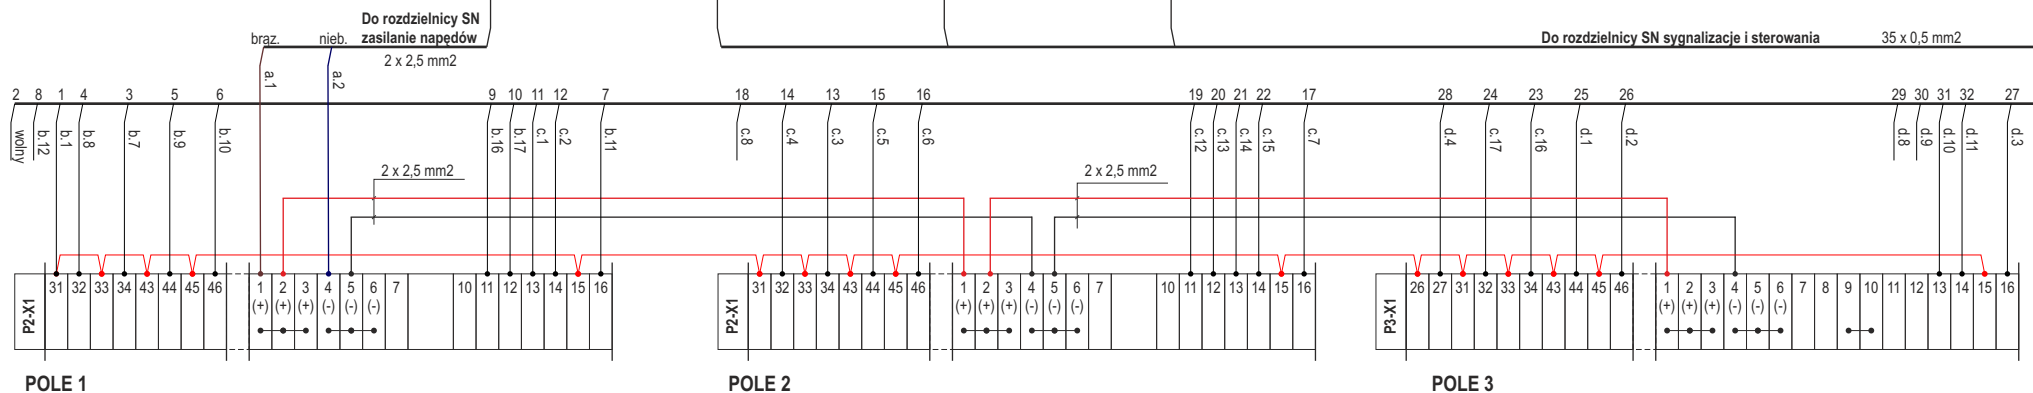 Do rozdzielnicy SN
zasilanie napędów
2 x 2,5 mm2
brąz. nieb.
a.1 a.2
Do rozdzielnicy SN sygnalizacje i sterowania 35 x 0,5 mm2
2 8 1 4 3 5 6 9 10 11 12 7 18 14 13 15 16 19 20 21 22 17 28 24 23 25 26 29 30 31 32 27
wolny b.12 b.1 b.8 b.7 b.9 b.10 b.16 b.17 c.1 c.2 b.11 c.8 c.4 c.3 c.5 c.6 c.12 c.13 c.14 c.15 c.7 d.4 c.17 c.16 d.1 d.2 d.8 d.9 d.10 d.11 d.3
2 x 2,5 mm2 2 x 2,5 mm2
P2-X1 31 32 33 34 43 44 45 46 1 2 3 4 5 6 7 10 11 12 13 14 15 16
(+) (+) (+) (-) (-) (-)
P2-X1 31 32 33 34 43 44 45 46 1 2 3 4 5 6 7 10 11 12 13 14 15 16
(+) (+) (+) (-) (-) (-)
P3-X1 26 27 31 32 33 34 43 44 45 46 1 2 3 4 5 6 7 8 9 10 11 12 13 14 15 16
(+) (+) (+) (-) (-) (-)
POLE 1 POLE 2 POLE 3